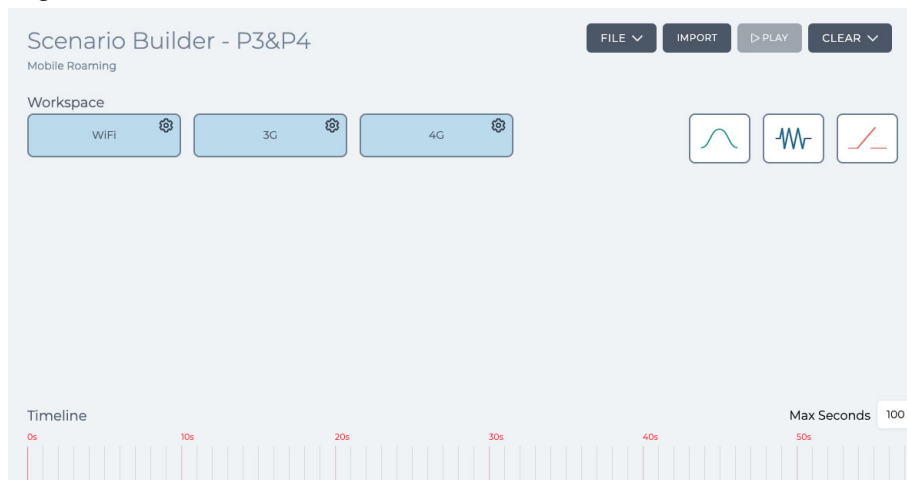 Scenario Builder - P3&P4
FILE IMPORT PLAY CLEAR
Mobile Roaming
Workspace
WiFi 3G 4G
Timeline Max Seconds 100
0s 10s 20s 30s 40s 50s